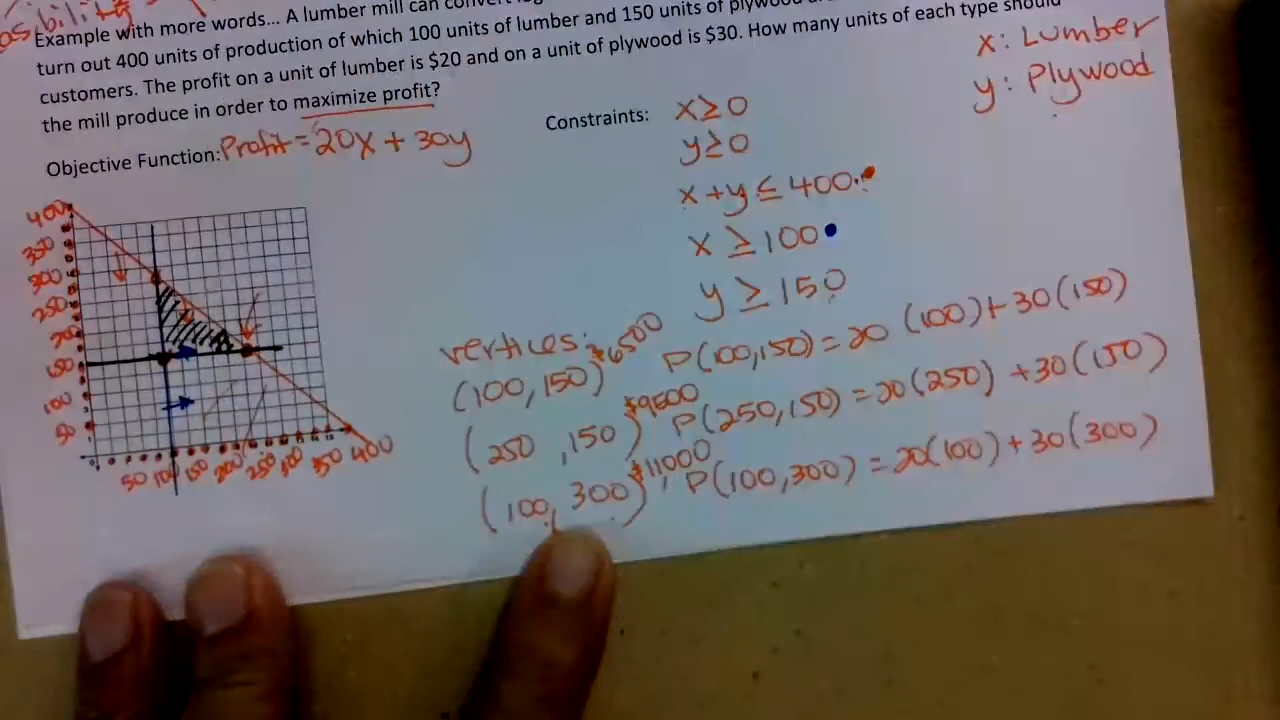 osibility
Example with more words... A lumber mill can convert
turn out 400 units of production of which 100 units of lumber and 150 units of plywood
customers. The profit on a unit of lumber is $20 and on a unit of plywood is $30. How many units of each type should
the mill produce in order to maximize profit?
x: Lumber
y: Plywood
Objective Function: Profit = 20x + 30y
Constraints: x ≥ 0
y ≥ 0
x + y ≤ 400
x ≥ 100
y ≥ 150
400
350
300
250
200
150
100
50
50 100 150 200 250 300 350 400
vertices:
(100, 150) $6500 P(100,150) = 20 (100) + 30 (150)
(250, 150) $9500 P(250,150) = 20 (250) + 30 (150)
(100, 300) $11000 P(100,300) = 20(100) + 30 (300)